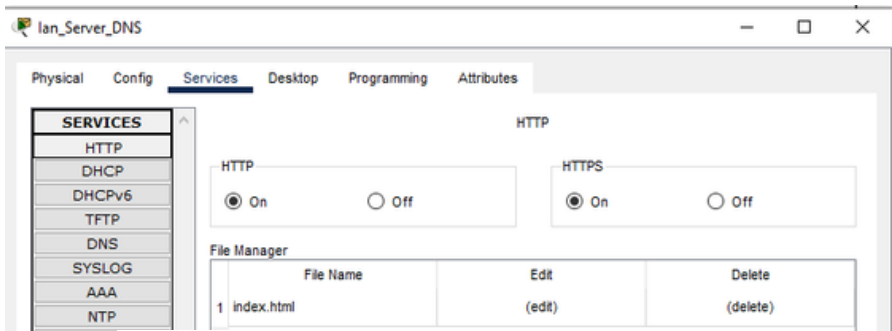 Ian_Server_DNS
Physical Config Services Desktop Programming Attributes
SERVICES
HTTP
DHCP
DHCPv6
TFTP
DNS
SYSLOG
AAA
NTP
HTTP
HTTP
On Off
HTTPS
On Off
File Manager
File Name Edit Delete
1 index.html (edit) (delete)